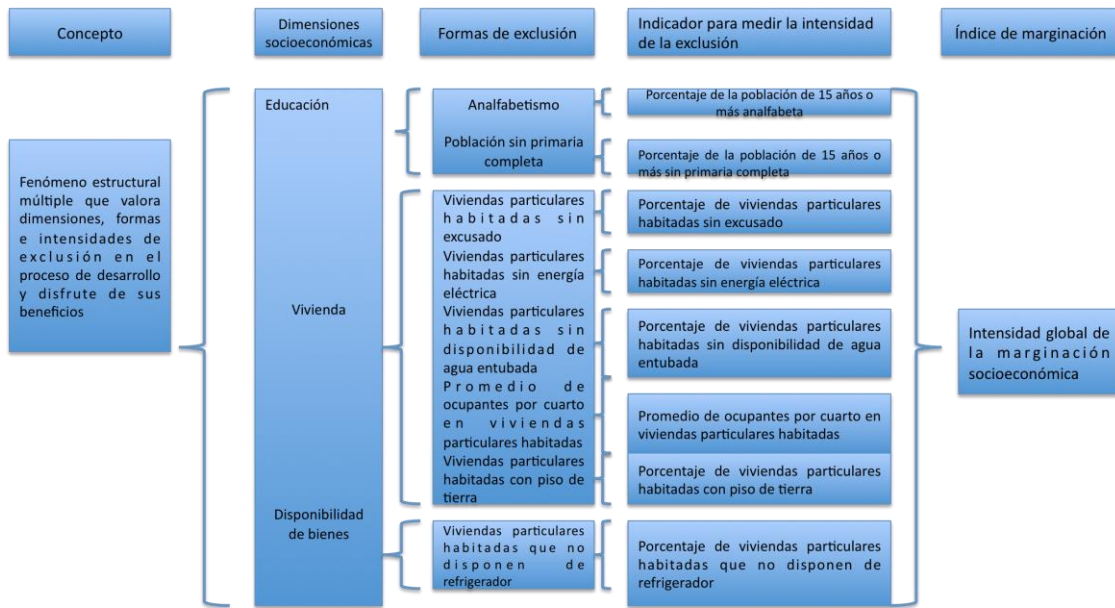 Concepto
Dimensiones
socioeconómicas
Formas de exclusión
Indicador para medir la intensidad
de la exclusión
Índice de marginación
Fenómeno estructural
múltiple que valora
dimensiones, formas
e intensidades de
exclusión en el
proceso de desarrollo
y disfrute de sus
beneficios
Educación
Vivienda
Disponibilidad
de bienes
Analfabetismo
Población sin primaria
completa
Viviendas particulares
habitadas sin
excusado
Viviendas particulares
habitadas sin energía
eléctrica
Viviendas particulares
habitadas sin
disponibilidad de
agua entubada
Promedio de
ocupantes por cuarto
en viviendas
particulares habitadas
Viviendas particulares
habitadas con piso de
tierra
Viviendas particulares
habitadas que no
disponen de
refrigerador
Porcentaje de la población de 15 años o
más analfabeta
Porcentaje de la población de 15 años o
más sin primaria completa
Porcentaje de viviendas particulares
habitadas sin excusado
Porcentaje de viviendas particulares
habitadas sin energía eléctrica
Porcentaje de viviendas particulares
habitadas sin disponibilidad de agua
entubada
Promedio de ocupantes por cuarto en
viviendas particulares habitadas
Porcentaje de viviendas particulares
habitadas con piso de tierra
Porcentaje de viviendas particulares
habitadas que no disponen de
refrigerador
Intensidad global de
la marginación
socioeconómica